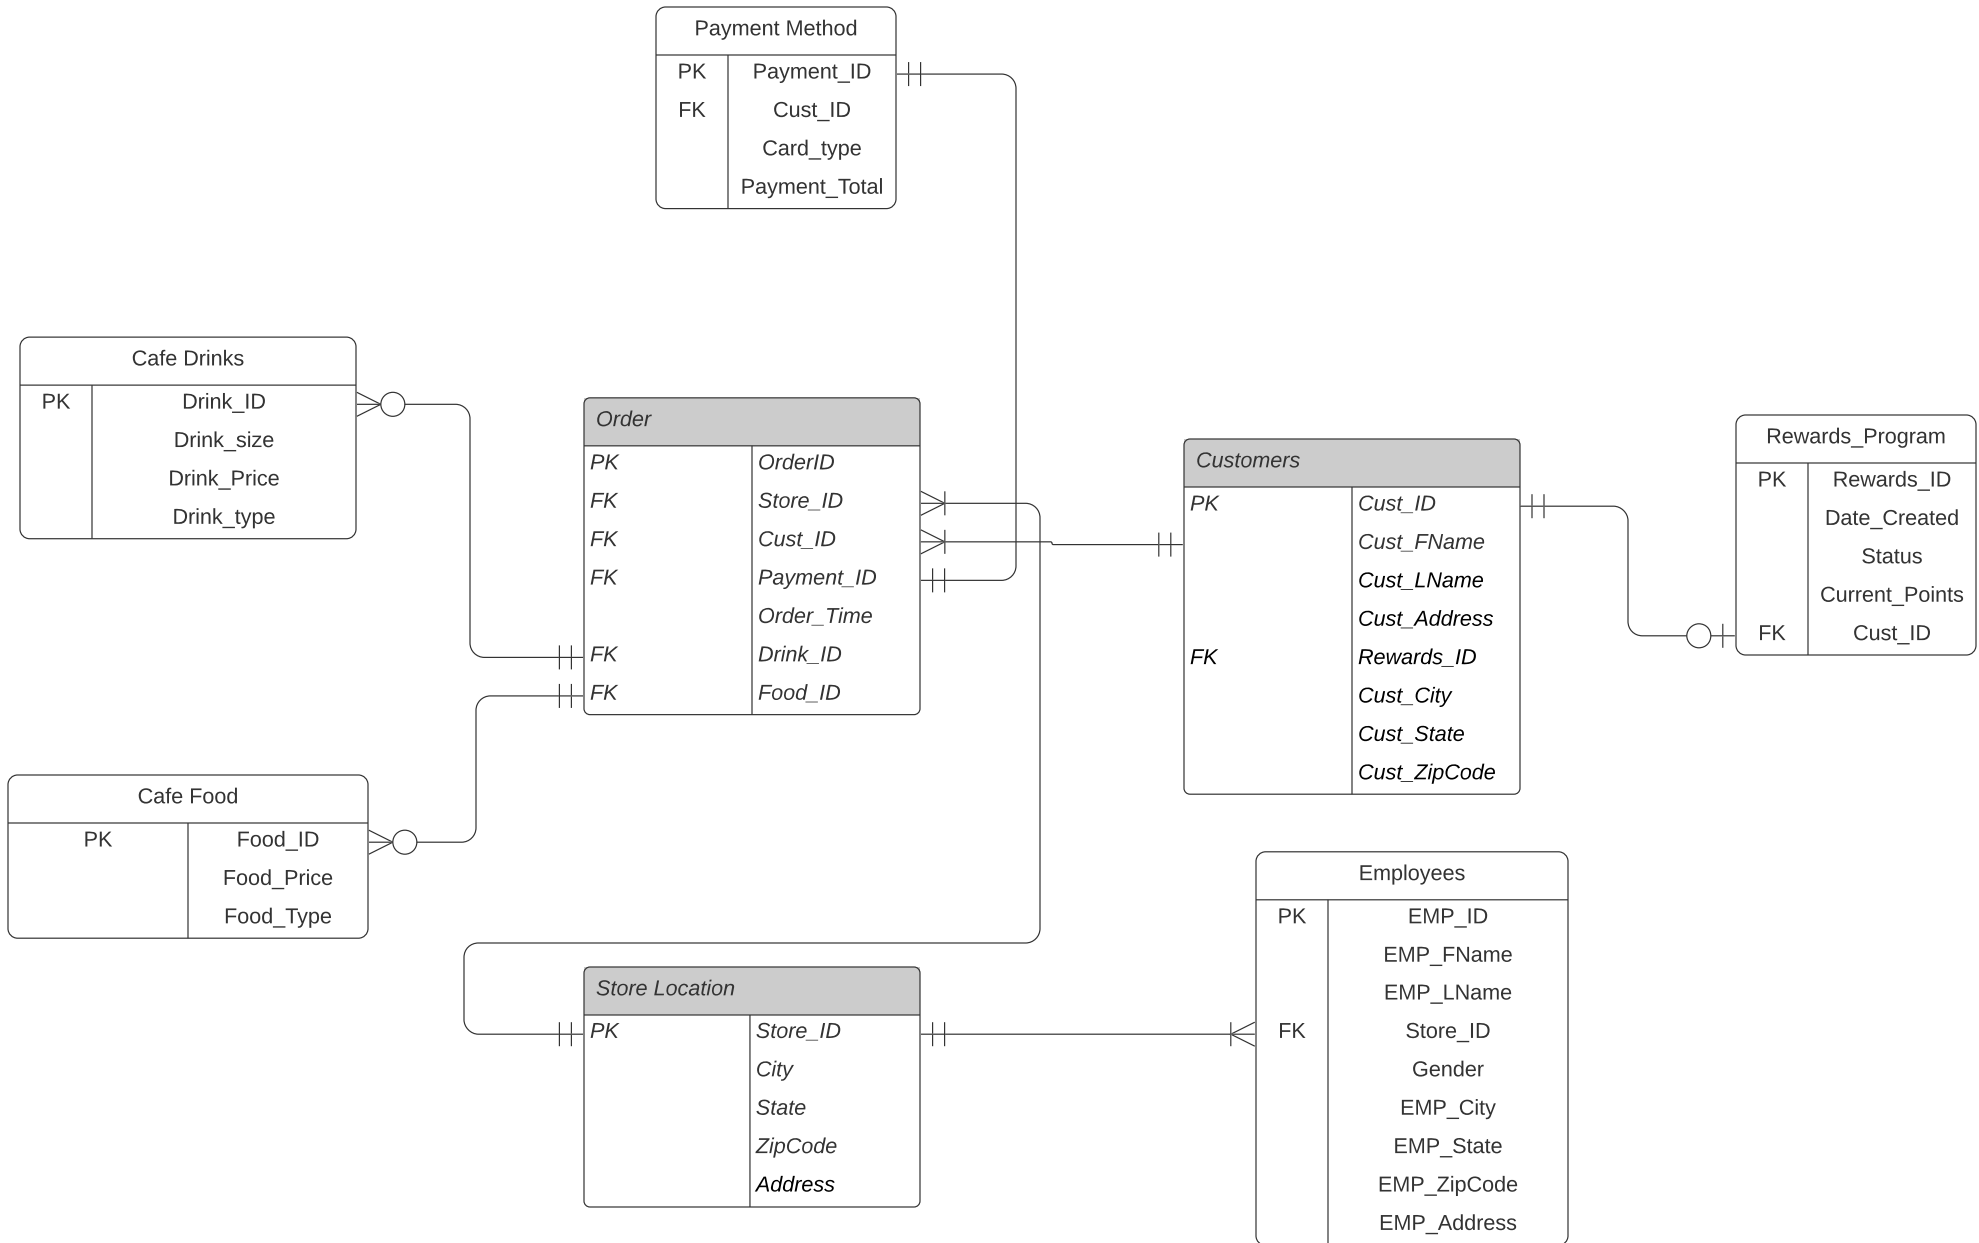 Payment Method
PK Payment_ID
FK Cust_ID
Card_type
Payment_Total
Cafe Drinks
PK Drink_ID
Drink_size
Drink_Price
Drink_type
Order
PK OrderID
FK Store_ID
FK Cust_ID
FK Payment_ID
Order_Time
FK Drink_ID
FK Food_ID
Customers
PK Cust_ID
Cust_FName
Cust_LName
Cust_Address
FK Rewards_ID
Cust_City
Cust_State
Cust_ZipCode
Rewards_Program
PK Rewards_ID
Date_Created
Status
Current_Points
FK Cust_ID
Cafe Food
PK Food_ID
Food_Price
Food_Type
Store Location
PK Store_ID
City
State
ZipCode
Address
Employees
PK EMP_ID
EMP_FName
EMP_LName
FK Store_ID
Gender
EMP_City
EMP_State
EMP_ZipCode
EMP_Address